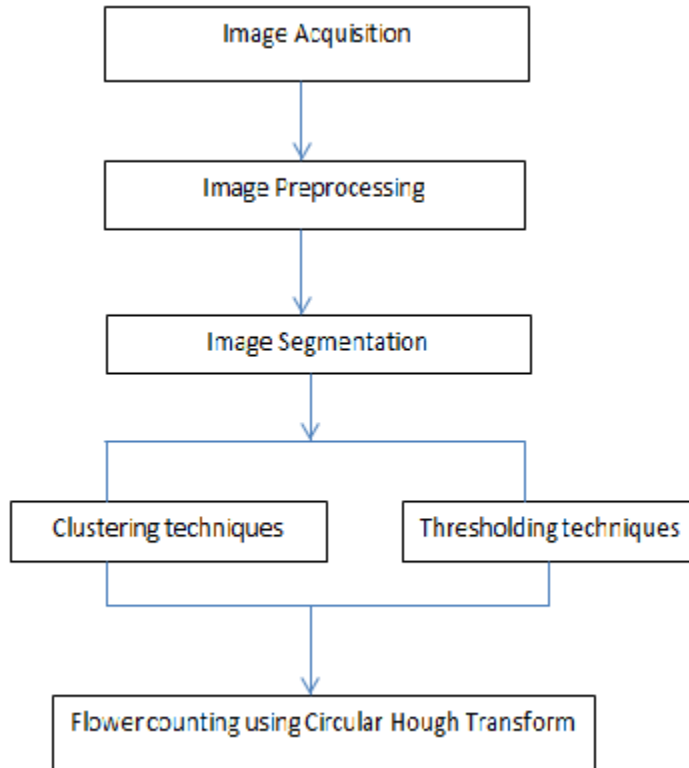 Image Acquisition
Image Preprocessing
Image Segmentation
Clustering techniques
Thresholding techniques
Flower counting using Circular Hough Transform